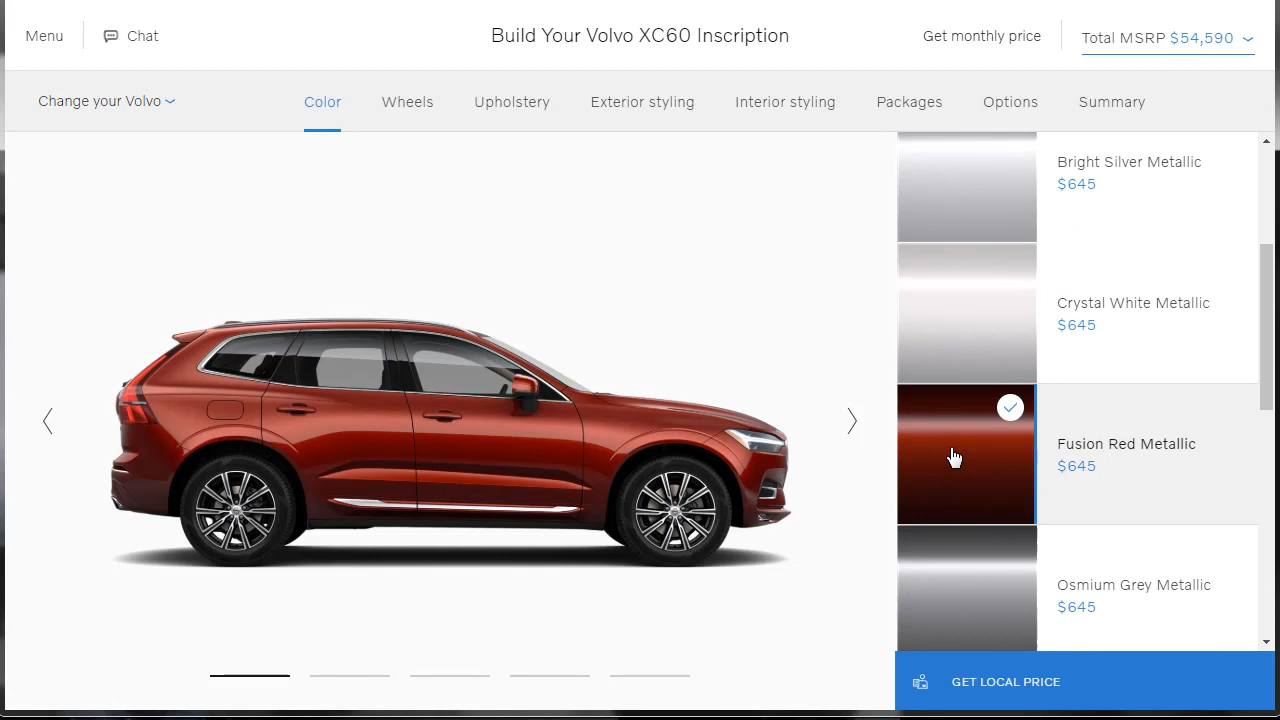 Menu
Chat
Build Your Volvo XC60 Inscription
Get monthly price
Total MSRP $54,590
Change your Volvo
Color
Wheels
Upholstery
Exterior styling
Interior styling
Packages
Options
Summary
Bright Silver Metallic
$645
Crystal White Metallic
$645
Fusion Red Metallic
$645
Osmium Grey Metallic
$645
GET LOCAL PRICE